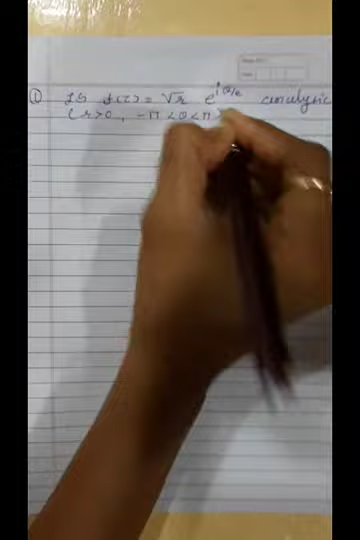 ① Is f(z) = √r e^{iθ/2} analytic
(r>0, -π<θ<π)